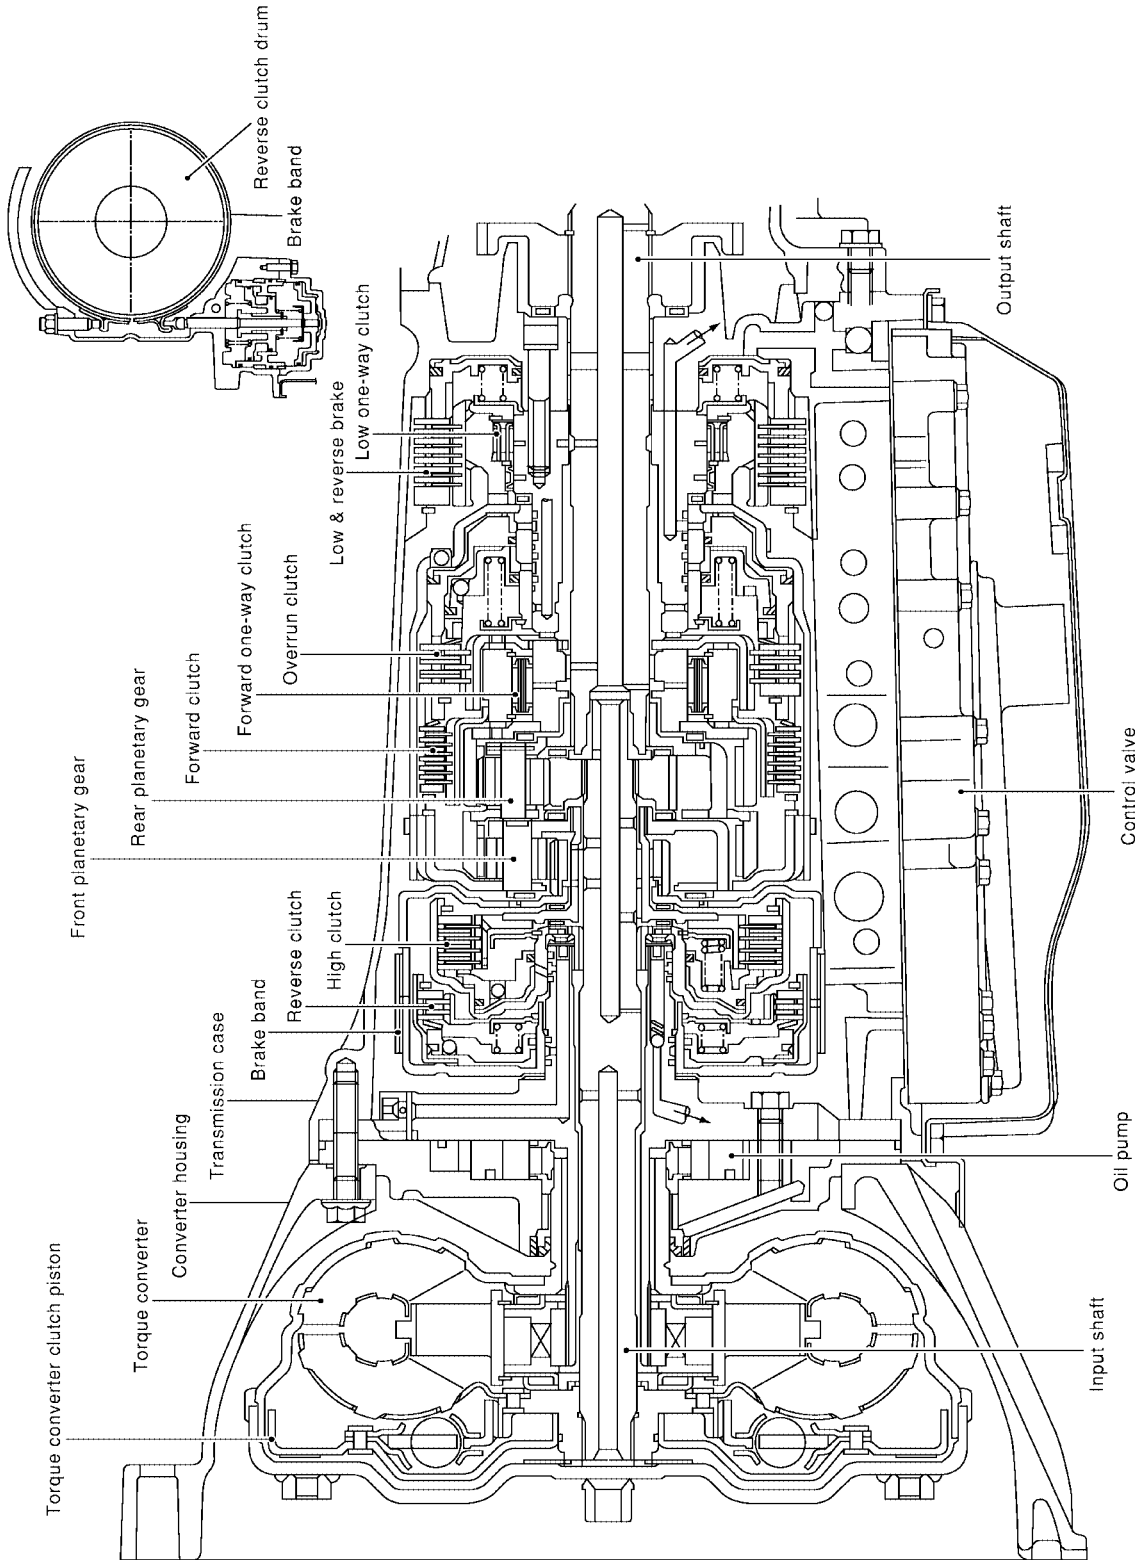 Torque converter clutch piston
Torque converter
Converter housing
Transmission case
Brake band
Reverse clutch
High clutch
Front planetary gear
Rear planetary gear
Forward clutch
Forward one-way clutch
Overrun clutch
Low & reverse brake
Low one-way clutch
Brake band
Reverse clutch drum
Input shaft
Oil pump
Control valve
Output shaft